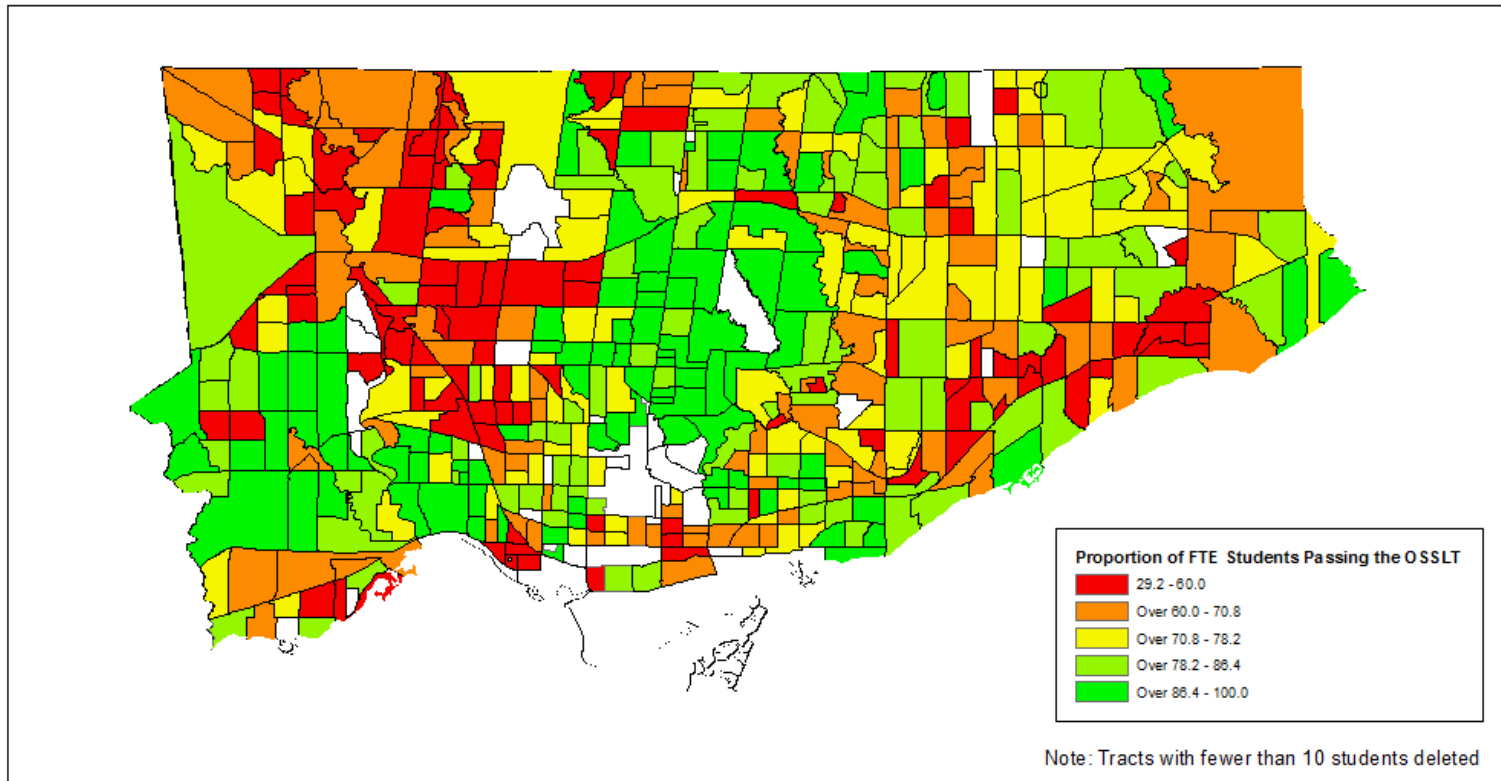 Proportion of FTE Students Passing the OSSLT
29.2 - 60.0
Over 60.0 - 70.8
Over 70.8 - 78.2
Over 78.2 - 86.4
Over 86.4 - 100.0
Note: Tracts with fewer than 10 students deleted